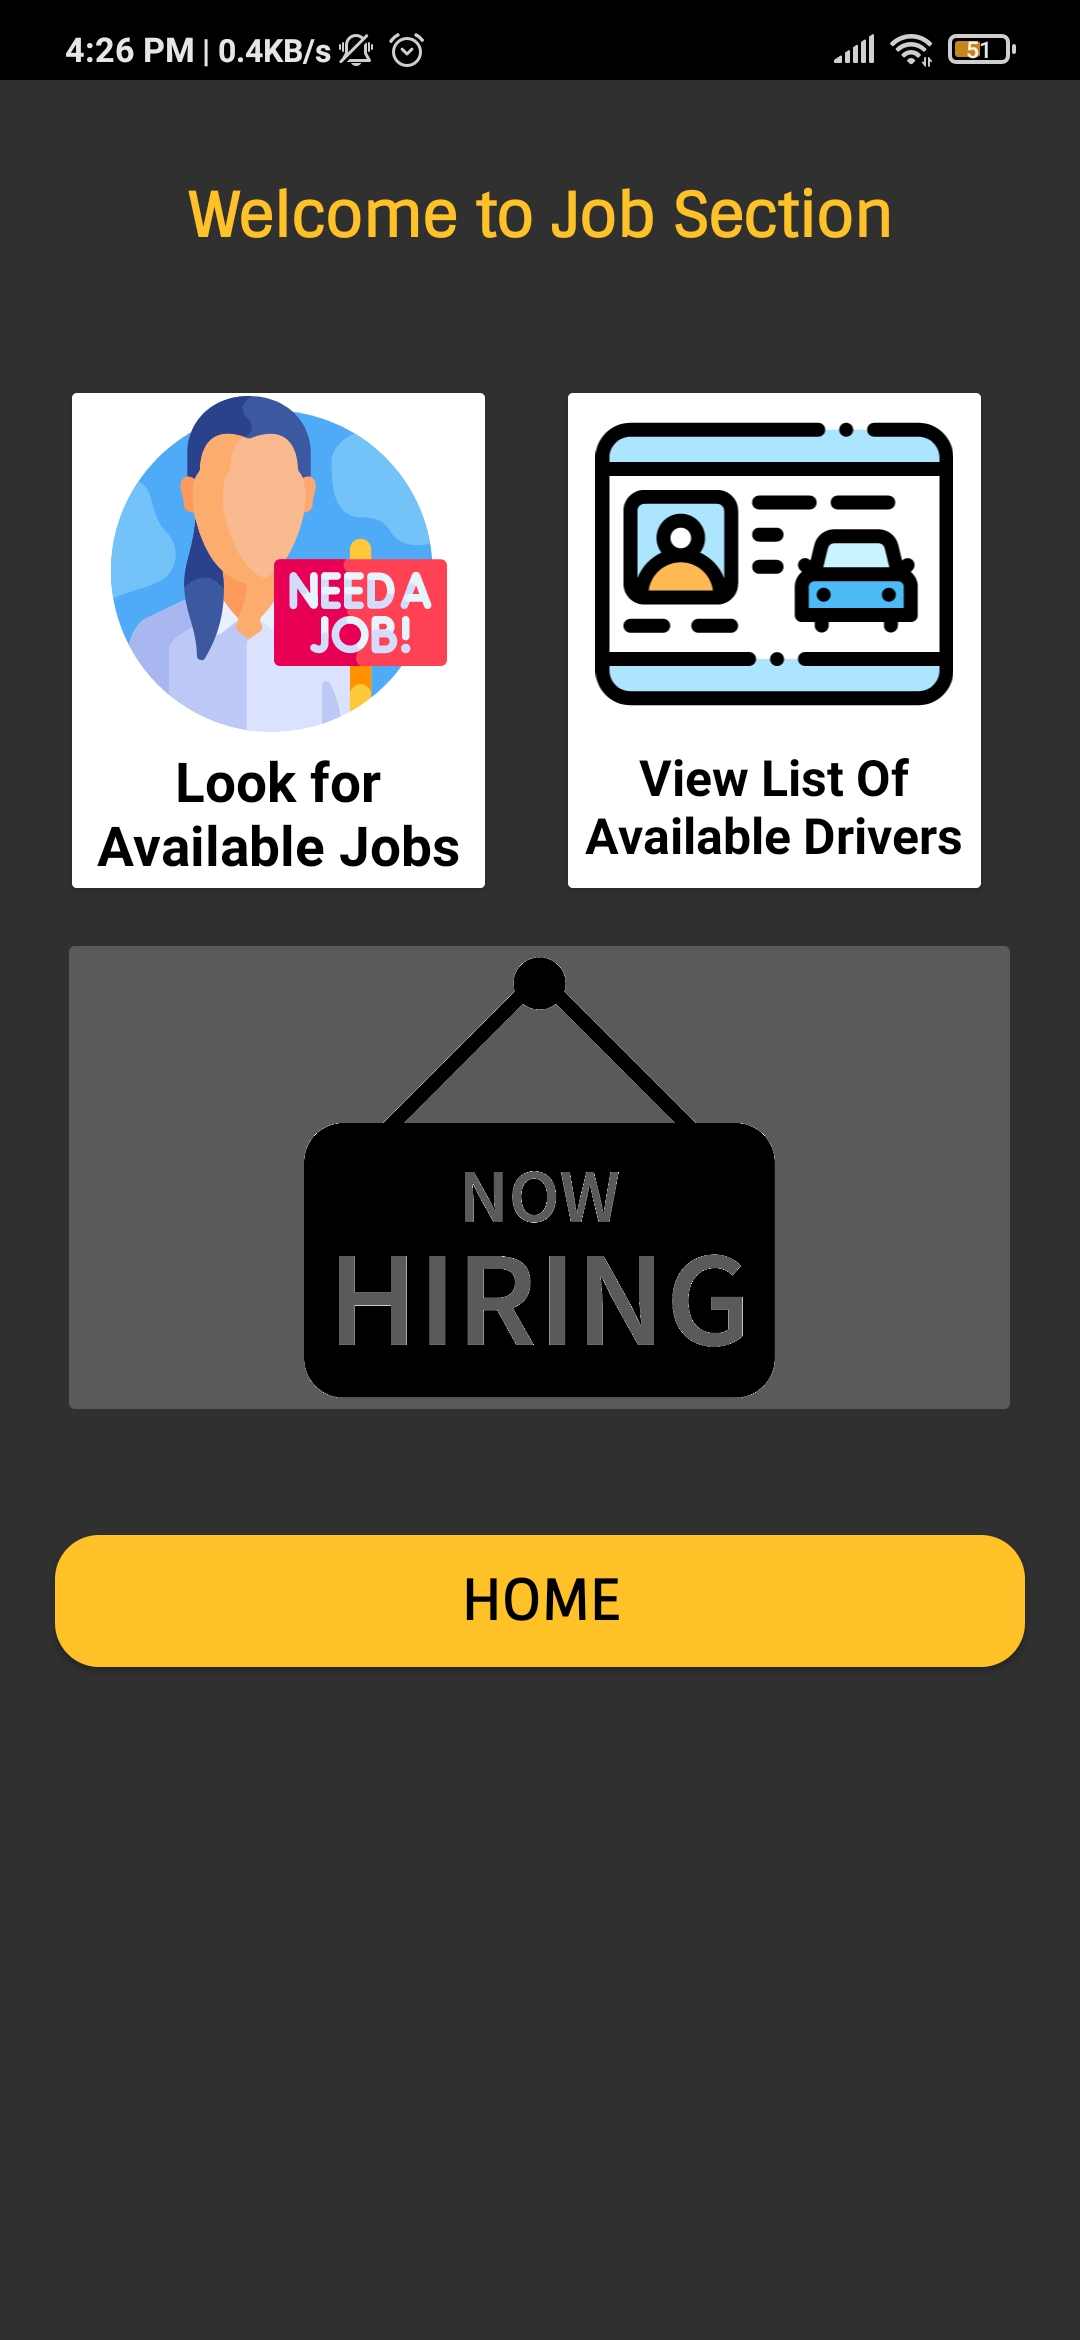 4:26 PM | 0.4KB/s 51
Welcome to Job Section
NEED A
JOB!
Look for
Available Jobs
View List Of
Available Drivers
NOW
HIRING
HOME